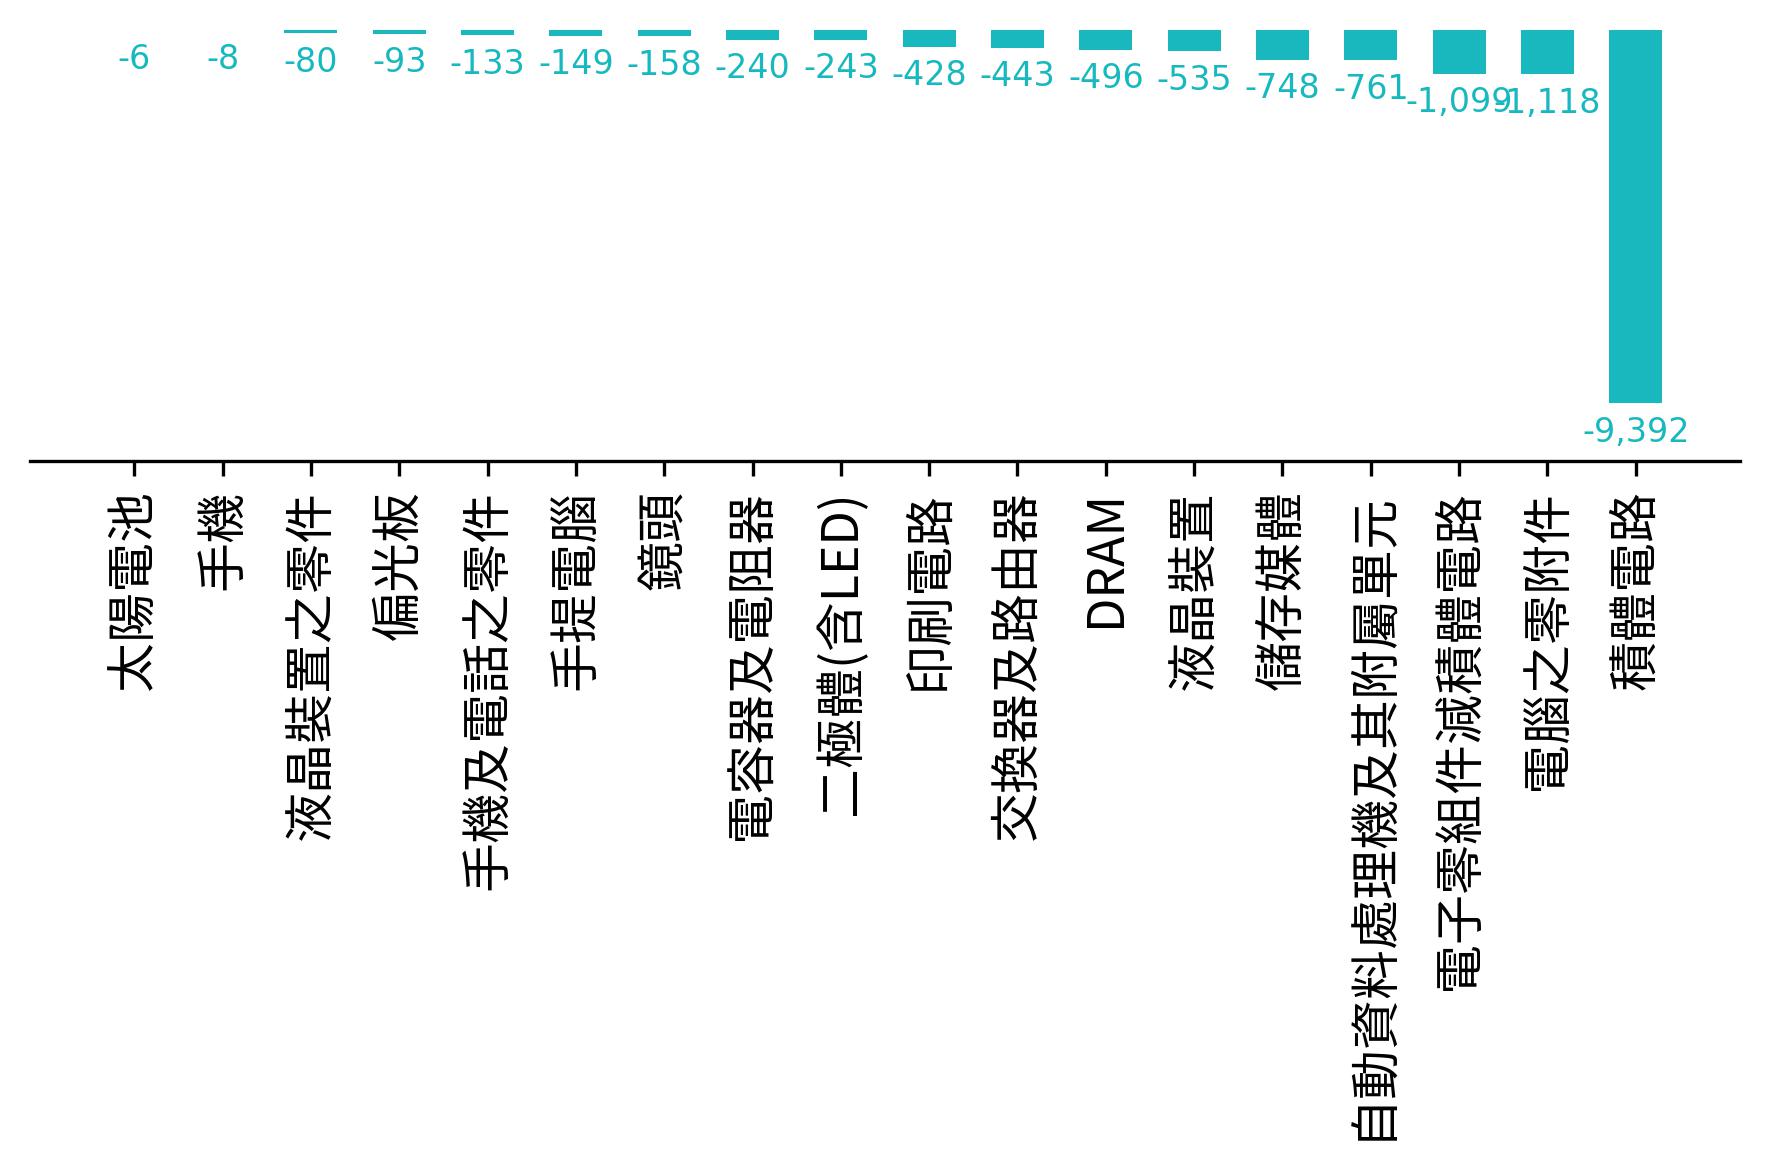 -6
-8
-80
-93
-133
-149
-158
-240
-243
-428
-443
-496
-535
-748
-761
-1,099
-1,118
-9,392
太陽電池
手機
液晶裝置之零件
偏光板
手機及電話之零件
手提電腦
鏡頭
電容器及電阻器
二極體(含LED)
印刷電路
交換器及路由器
DRAM
液晶裝置
儲存媒體
自動資料處理機及其附屬單元
電子零組件減積體電路
電腦之零附件
積體電路